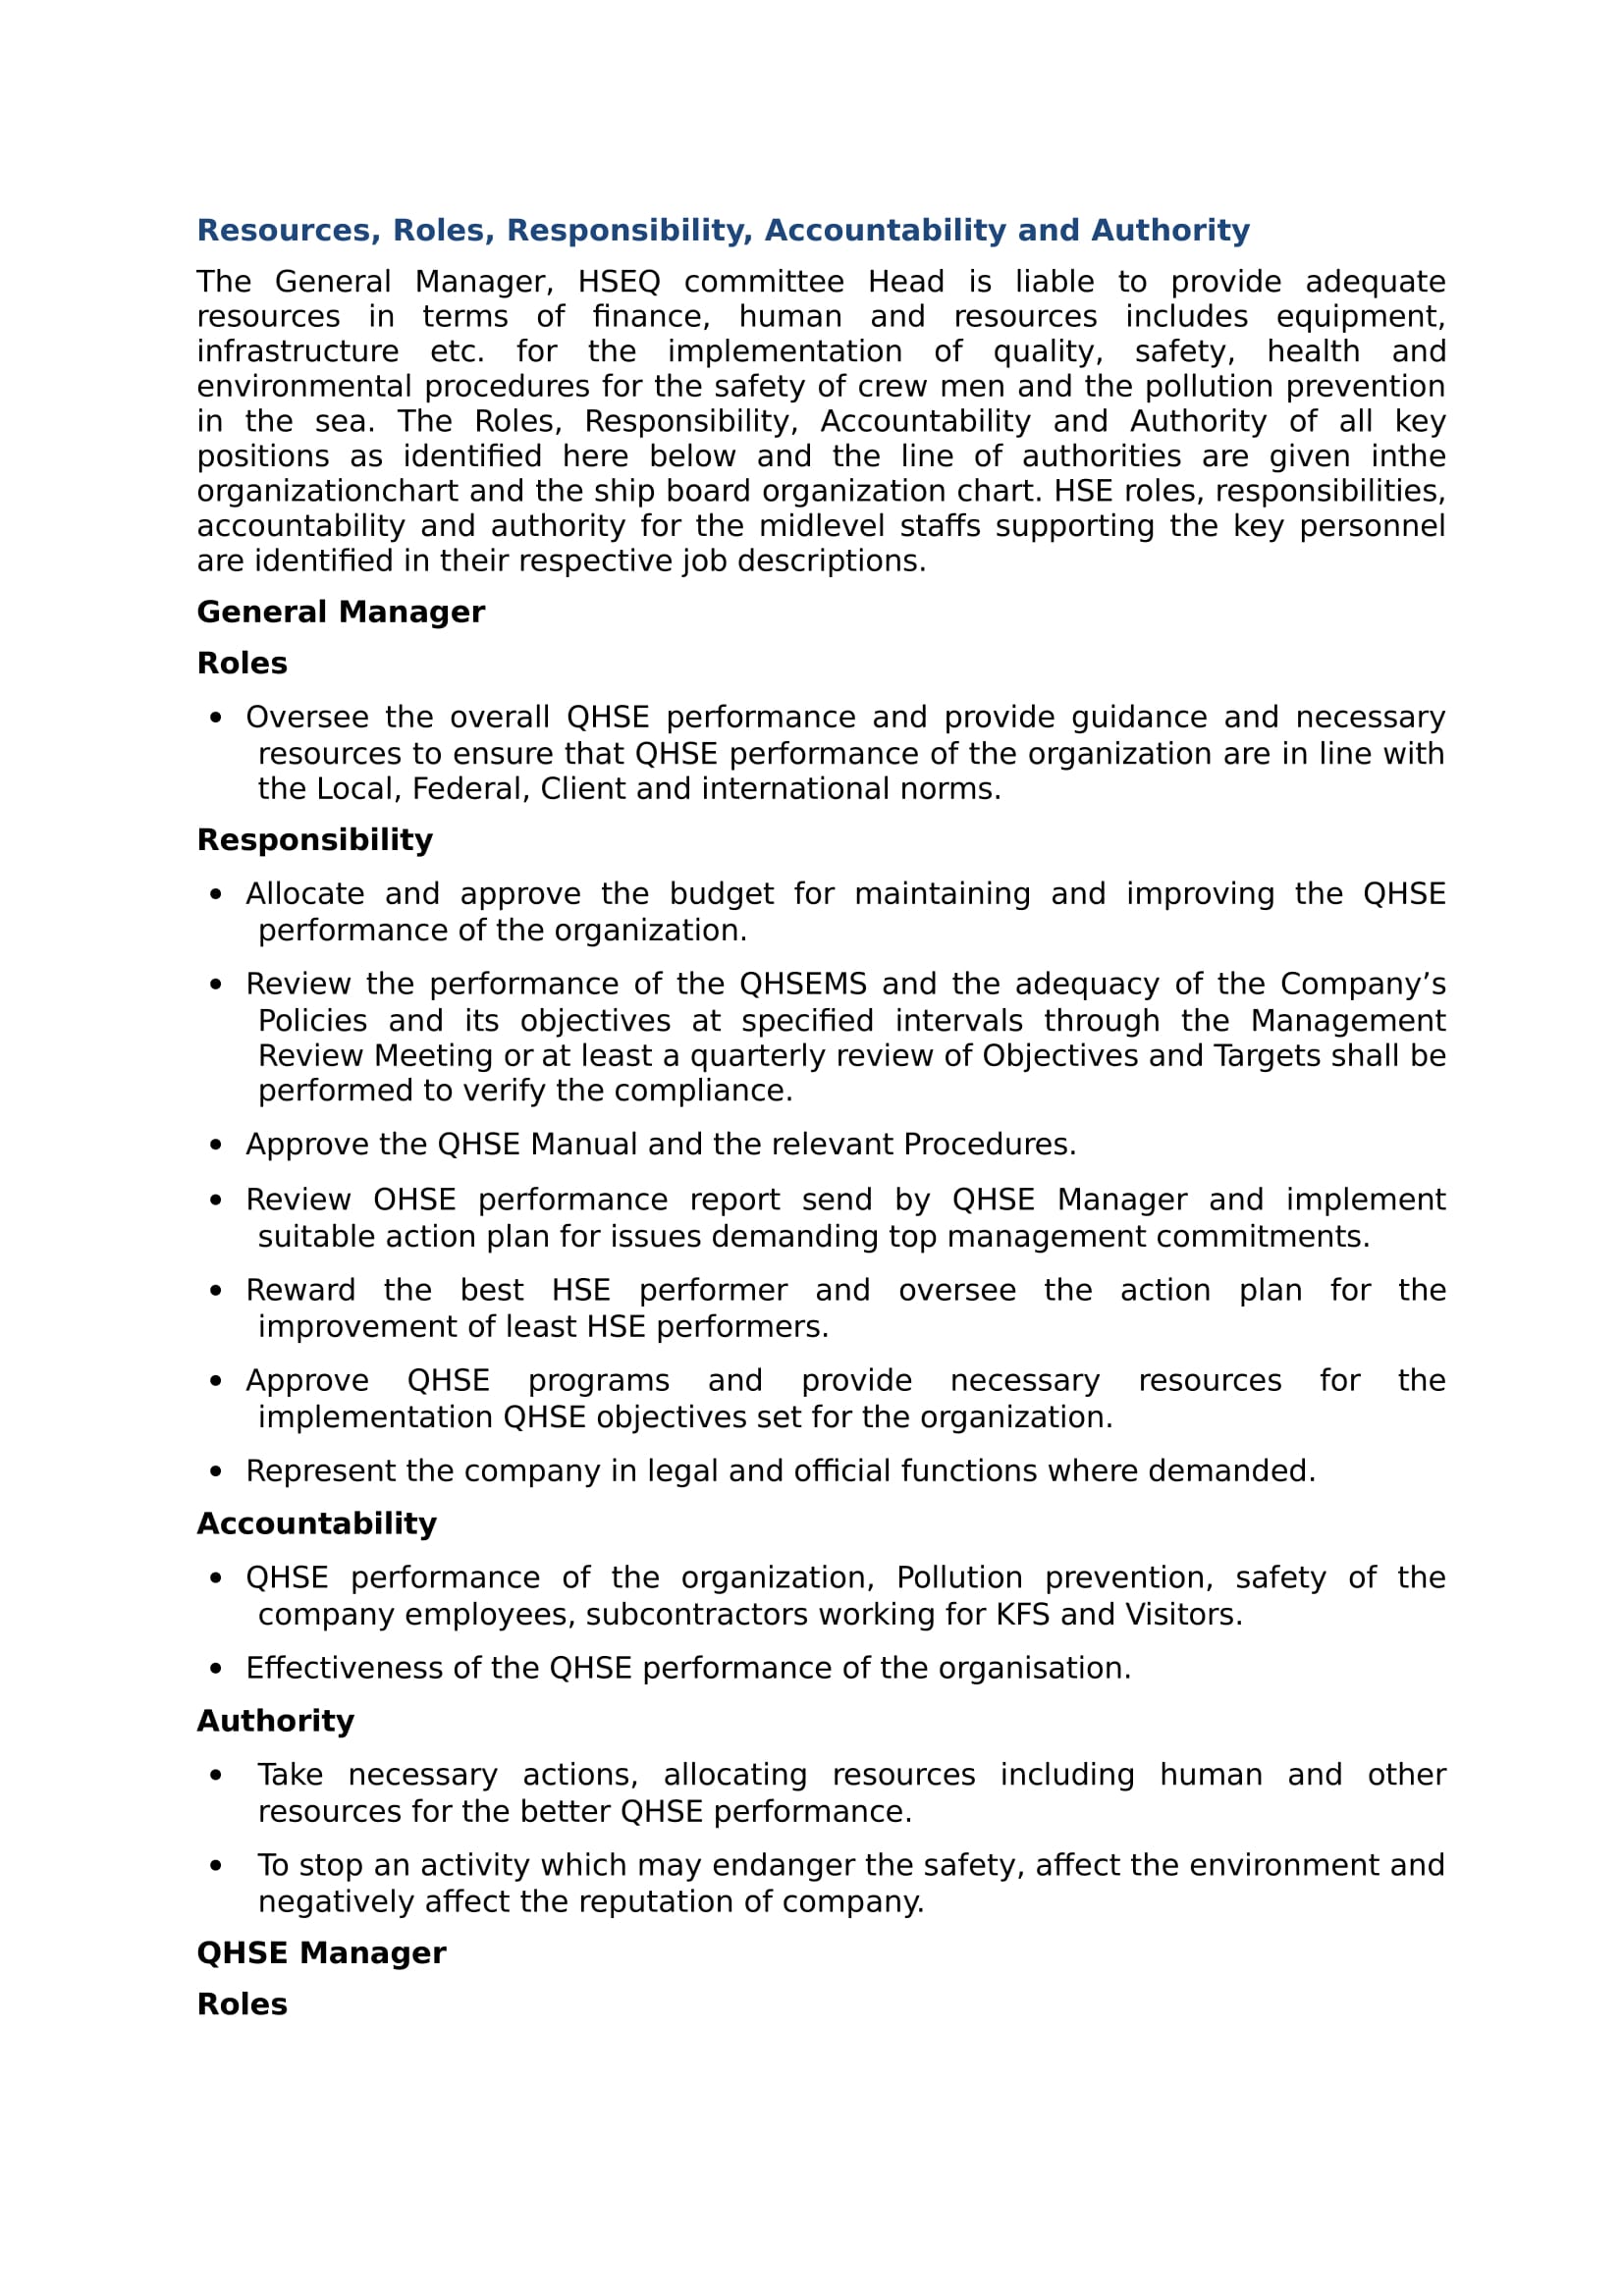 Resources, Roles, Responsibility, Accountability and Authority
The General Manager, HSEQ committee Head is liable to provide adequate
resources in terms of finance, human and resources includes equipment,
infrastructure etc. for the implementation of quality, safety, health and
environmental procedures for the safety of crew men and the pollution prevention
in the sea. The Roles, Responsibility, Accountability and Authority of all key
positions as identified here below and the line of authorities are given inthe
organizationchart and the ship board organization chart. HSE roles, responsibilities,
accountability and authority for the midlevel staffs supporting the key personnel
are identified in their respective job descriptions.
General Manager
Roles
• Oversee the overall QHSE performance and provide guidance and necessary
resources to ensure that QHSE performance of the organization are in line with
the Local, Federal, Client and international norms.
Responsibility
• Allocate and approve the budget for maintaining and improving the QHSE
performance of the organization.
• Review the performance of the QHSEMS and the adequacy of the Company’s
Policies and its objectives at specified intervals through the Management
Review Meeting or at least a quarterly review of Objectives and Targets shall be
performed to verify the compliance.
• Approve the QHSE Manual and the relevant Procedures.
• Review OHSE performance report send by QHSE Manager and implement
suitable action plan for issues demanding top management commitments.
• Reward the best HSE performer and oversee the action plan for the
improvement of least HSE performers.
• Approve QHSE programs and provide necessary resources for the
implementation QHSE objectives set for the organization.
• Represent the company in legal and official functions where demanded.
Accountability
• QHSE performance of the organization, Pollution prevention, safety of the
company employees, subcontractors working for KFS and Visitors.
• Effectiveness of the QHSE performance of the organisation.
Authority
• Take necessary actions, allocating resources including human and other
resources for the better QHSE performance.
• To stop an activity which may endanger the safety, affect the environment and
negatively affect the reputation of company.
QHSE Manager
Roles